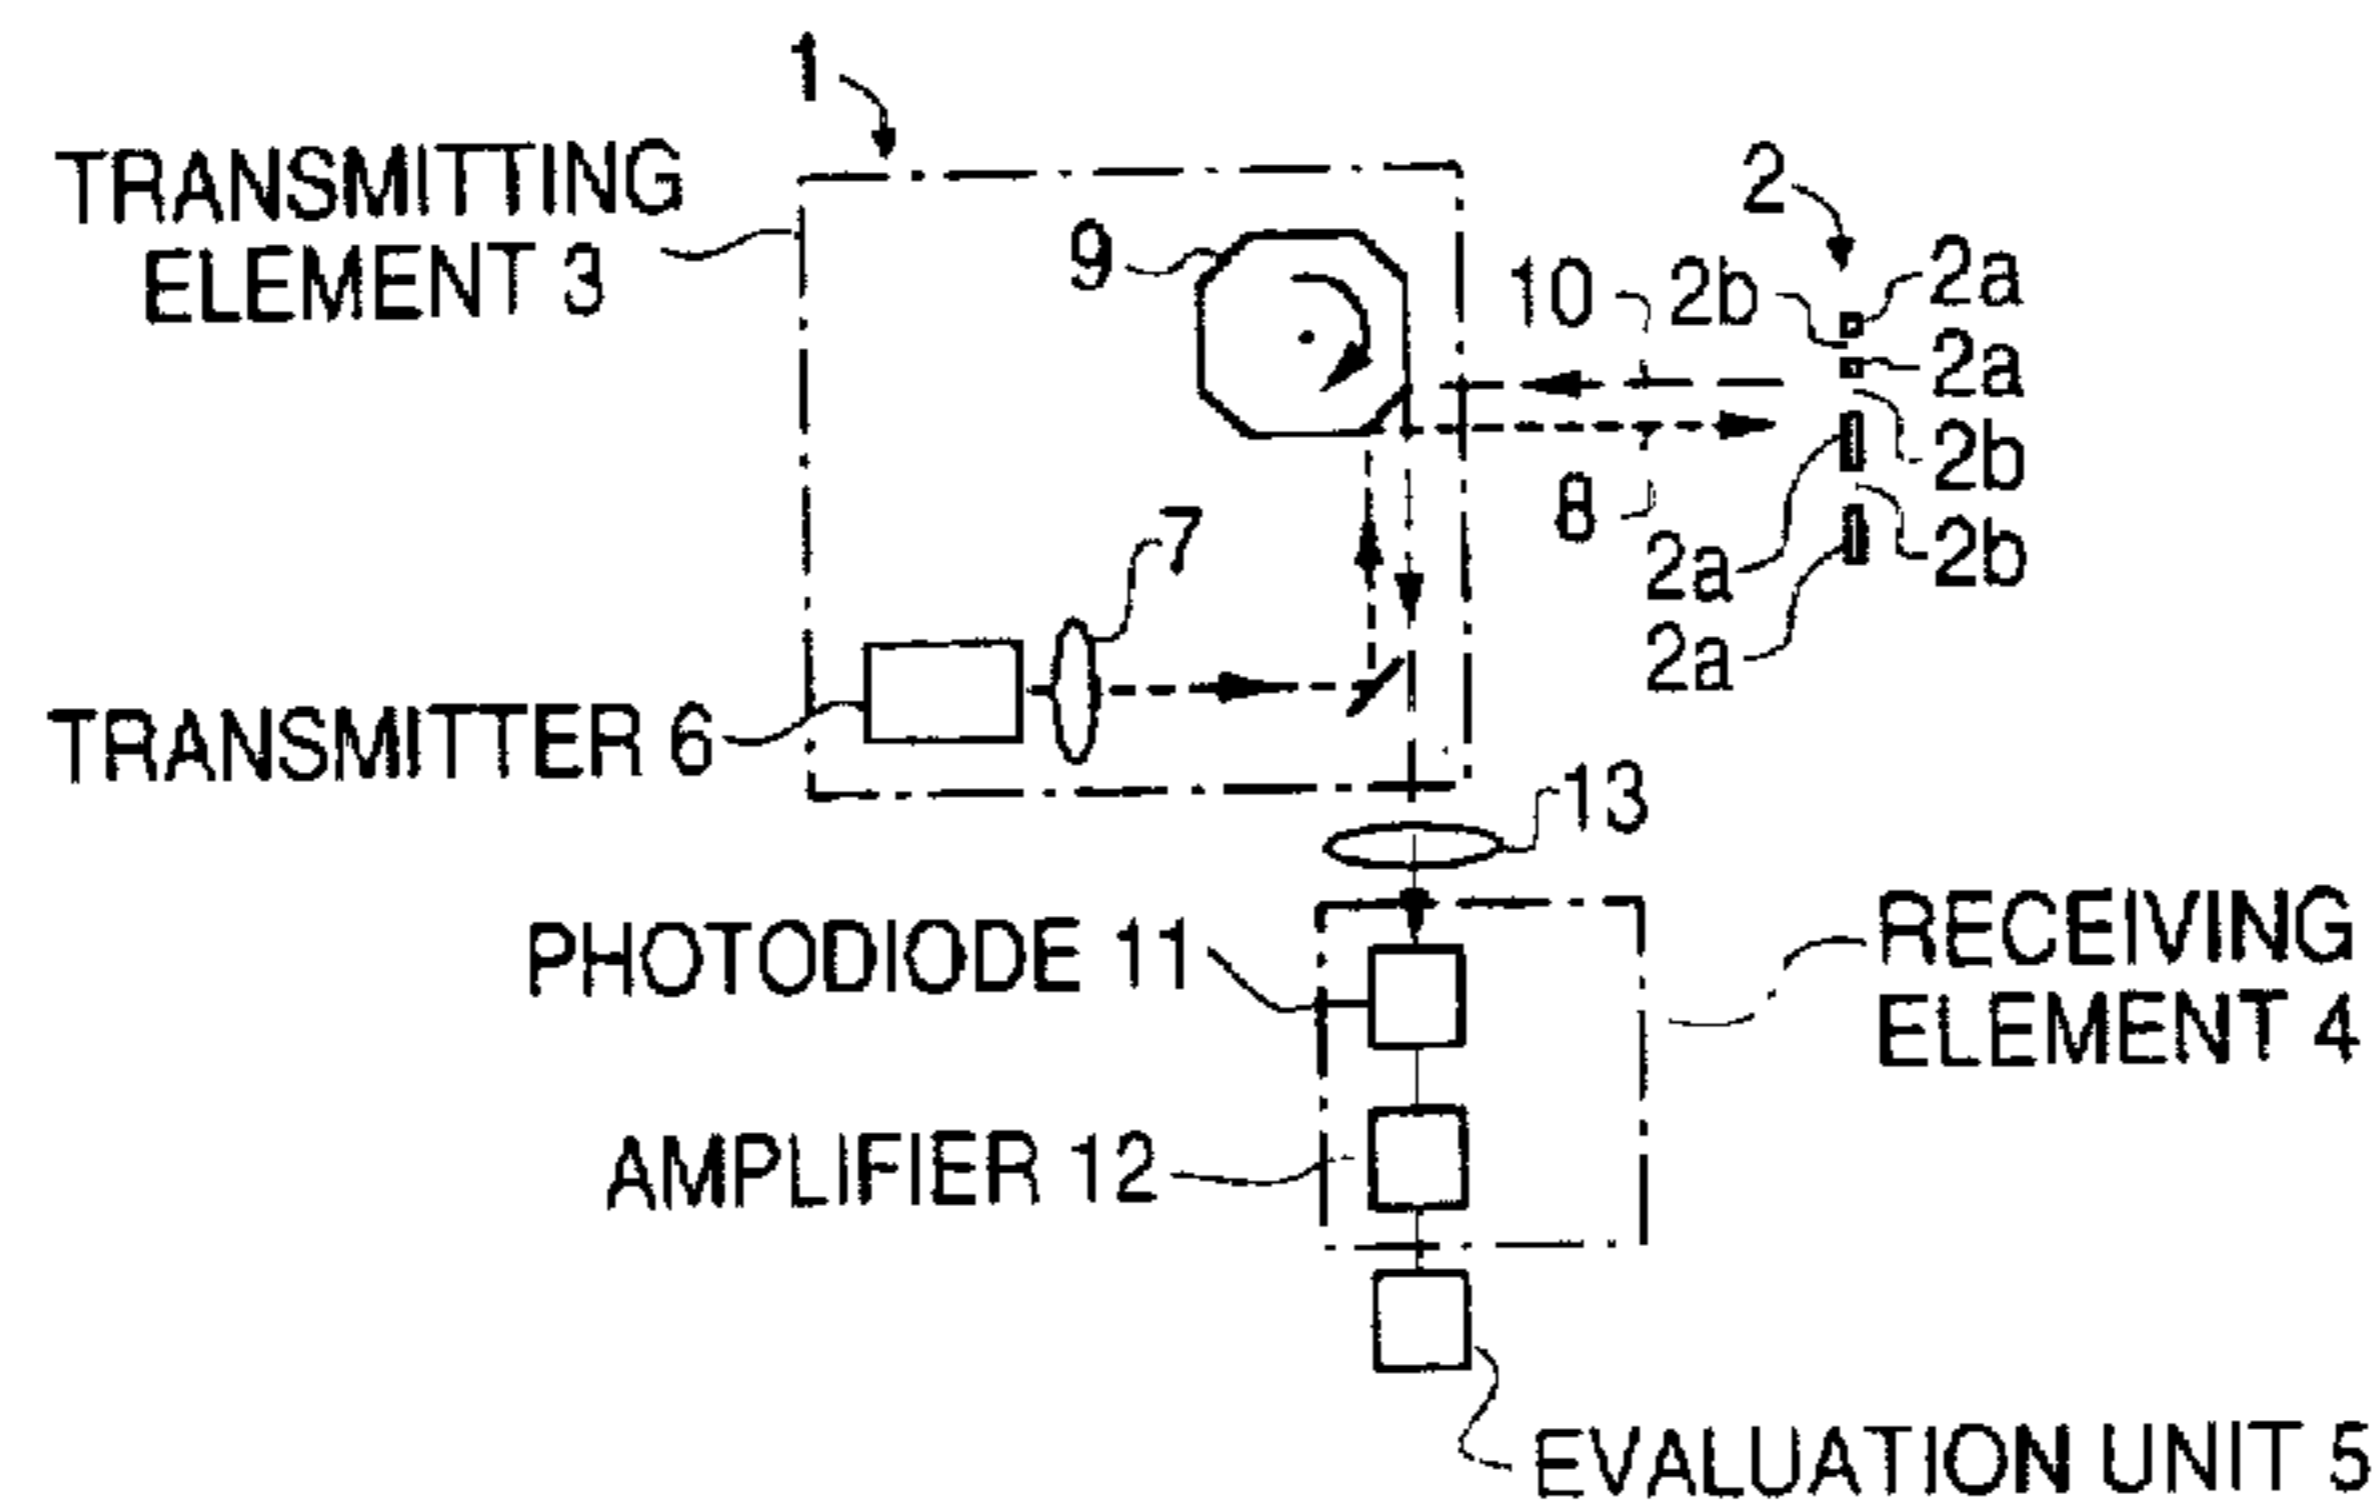 1
TRANSMITTING
ELEMENT 3
2
9
10
2b
2a
2a
2b
8
2a
2b
7
2a
TRANSMITTER 6
13
PHOTODIODE 11
RECEIVING
ELEMENT 4
AMPLIFIER 12
EVALUATION UNIT 5